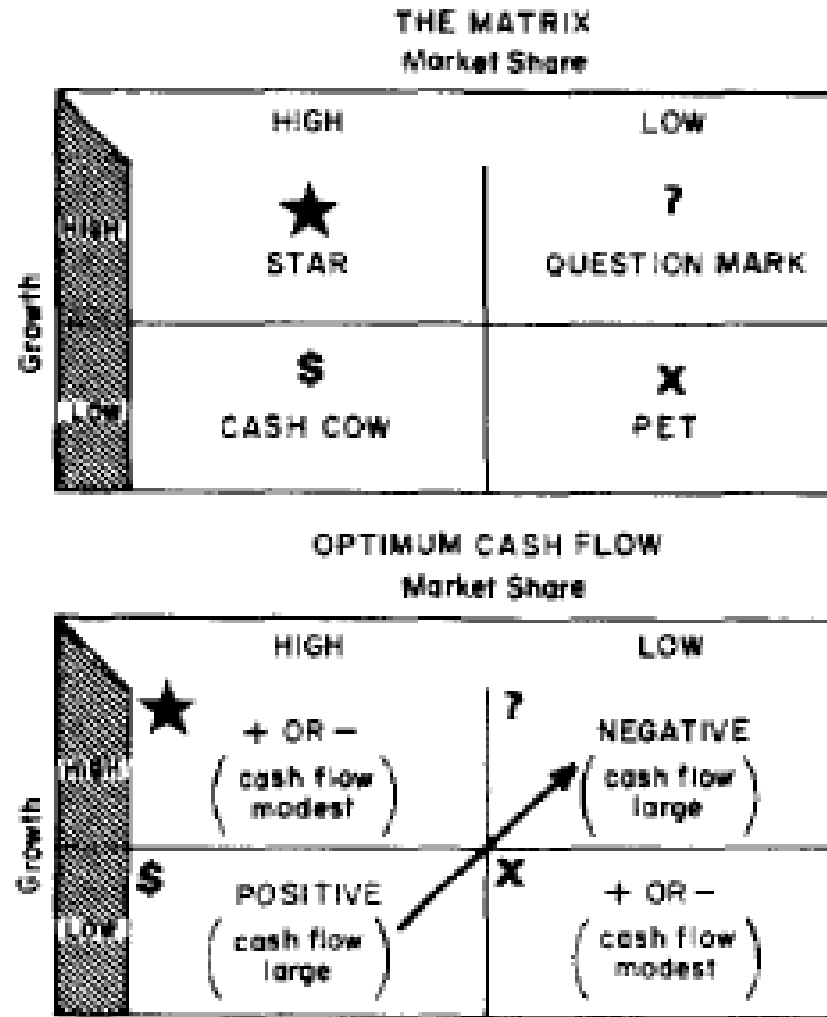 THE MATRIX
Market Share
HIGH LOW
?
HIGH
STAR QUESTION MARK
Growth
$ X
LOW
CASH COW PET
OPTIMUM CASH FLOW
Market Share
HIGH LOW
?
+ OR − NEGATIVE
HIGH
(cash flow (cash flow
modest) large)
Growth
$ X
POSITIVE + OR −
LOW
(cash flow (cash flow
large) modest)